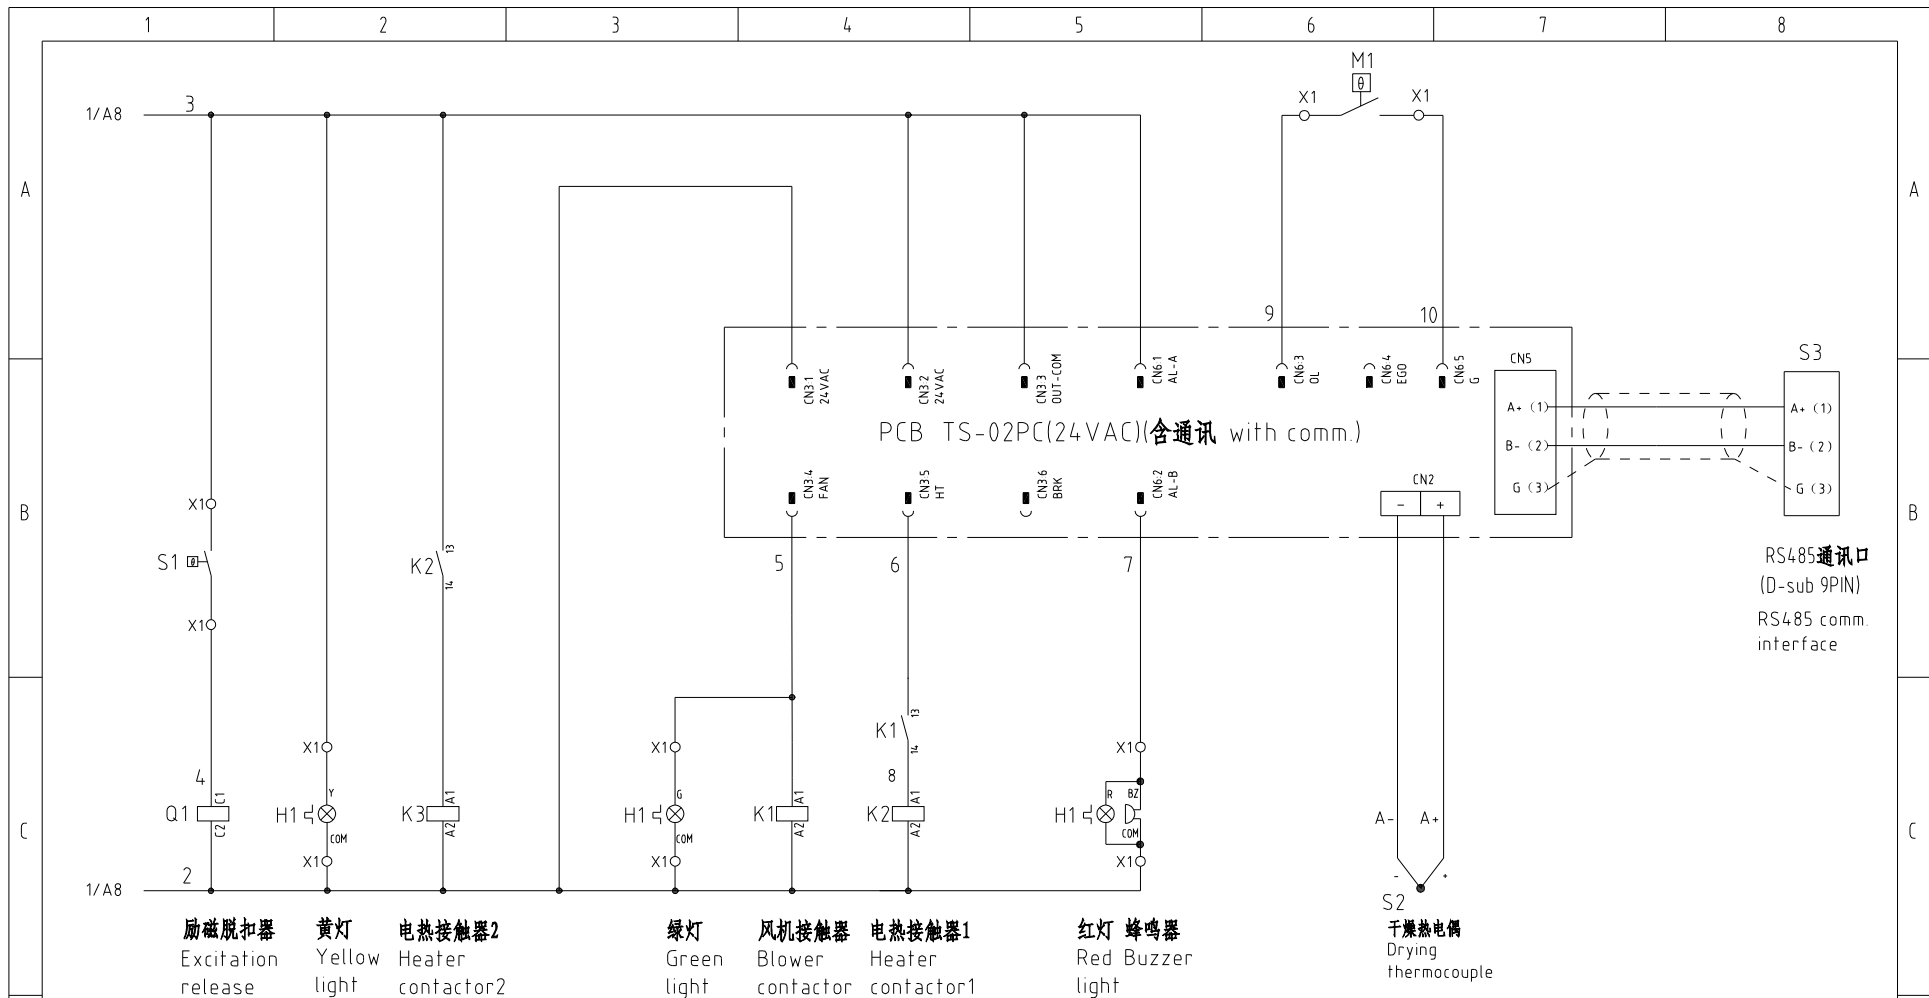 1 2 3 4 5 6 7 8
M1
θ
X1 X1
1/A8 3
A A
9 10
CN3:1 24VAC
CN3:2 24VAC
CN3:3 OUT-COM
CN6:1 AL-A
CN6:3 OL
CN6:4 EGO
CN6:5 G
CN5
S3
A+ (1) A+ (1)
PCB TS-02PC(24VAC)(含通讯 with comm.)
B- (2) B- (2)
G (3) G (3)
CN3:4 FAN
CN3:5 HT
CN3:6 BRK
CN6:2 AL-B
CN2
- +
B B
X1
S1 θ
X1
K2 13 14
5 6 7
RS485通讯口
(D-sub 9PIN)
RS485 comm.
interface
K1 13 14
X1 X1 X1
4 8
Q1 C1 C2
H1 Y COM
K3 A1 A2
H1 G COM
K1 A1 A2
K2 A1 A2
H1 R BZ COM
A- A+
C C
X1 X1 X1
1/A8 2
- +
S2
励磁脱扣器
Excitation
release
黄灯
Yellow
light
电热接触器2
Heater
contactor2
绿灯
Green
light
风机接触器
Blower
contactor
电热接触器1
Heater
contactor1
红灯 蜂鸣器
Red Buzzer
light
干燥热电偶
Drying
thermocouple